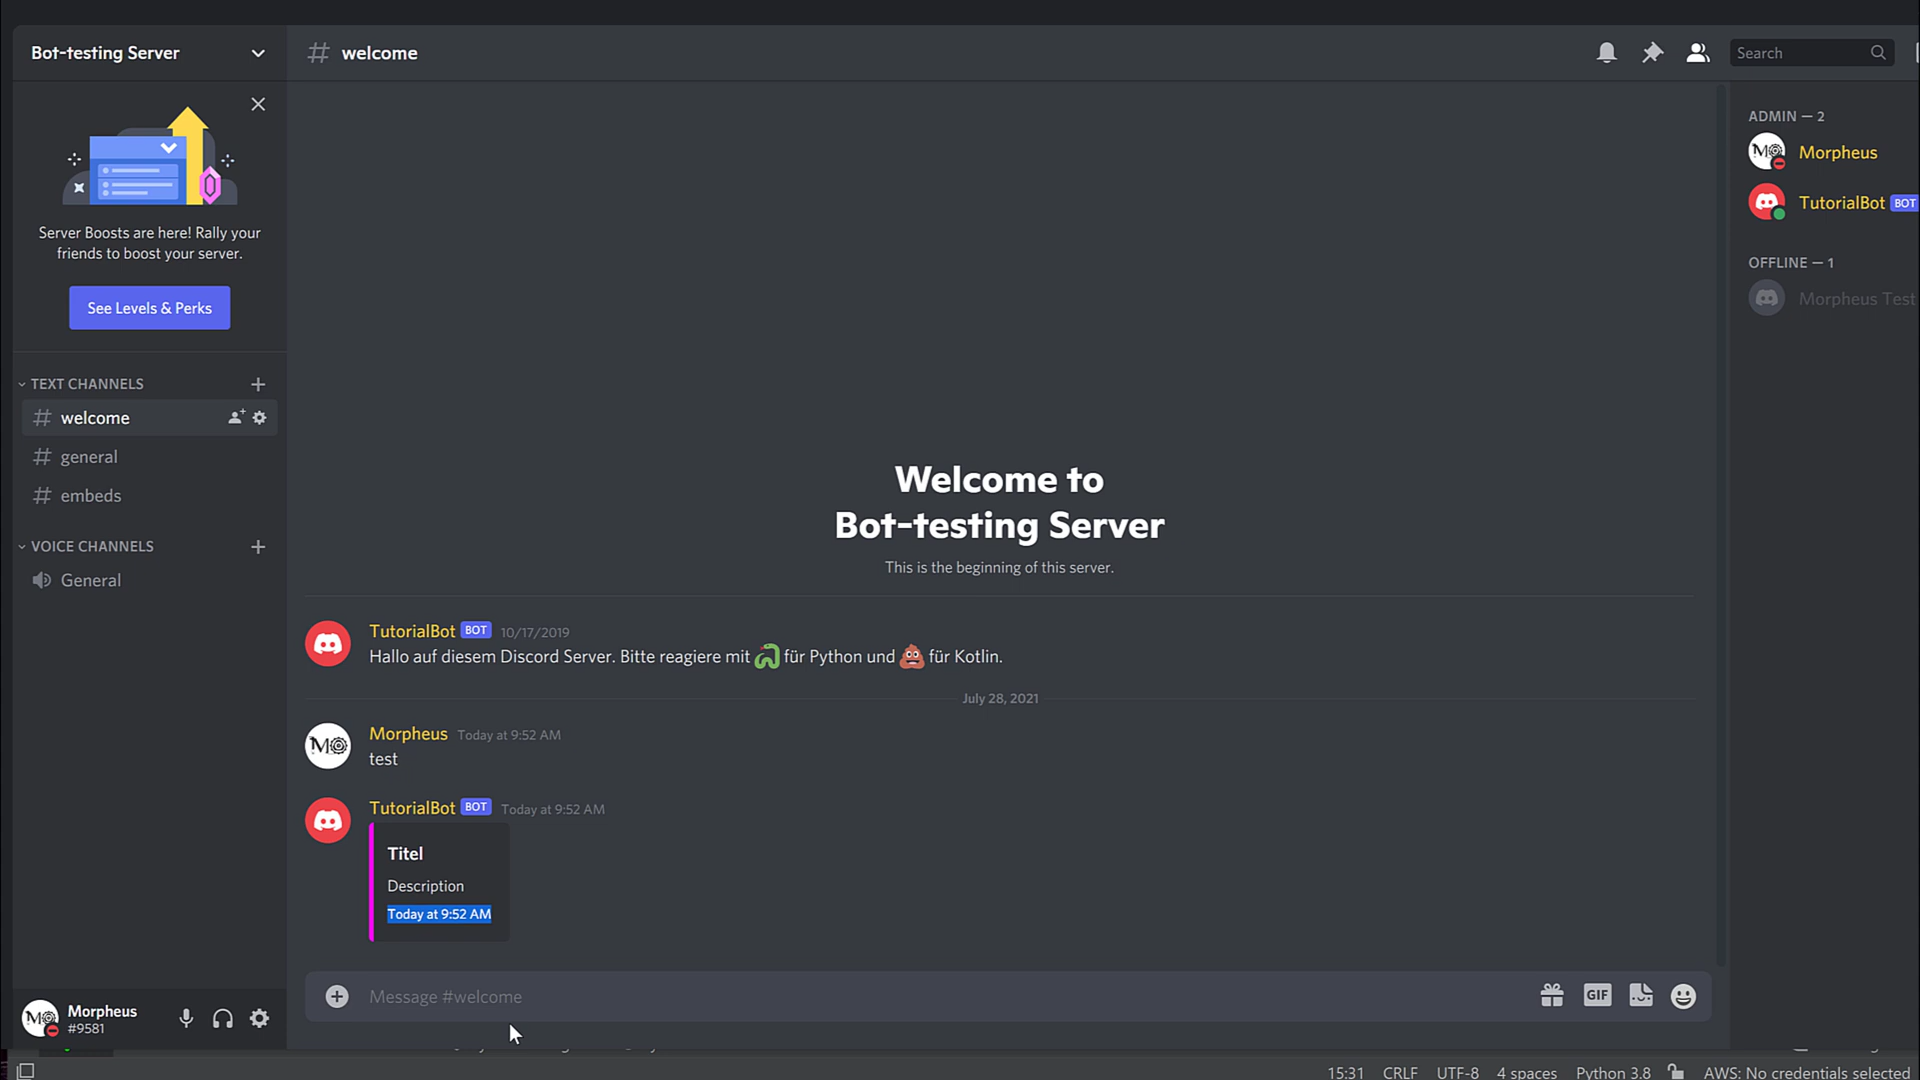 Bot-testing Server
Server Boosts are here! Rally your
friends to boost your server.
See Levels & Perks
TEXT CHANNELS
welcome
general
embeds
VOICE CHANNELS
General
Morpheus
#9581
# welcome
Search
Welcome to
Bot-testing Server
This is the beginning of this server.
TutorialBot BOT 10/17/2019
Hallo auf diesem Discord Server. Bitte reagiere mit für Python und für Kotlin.
July 28, 2021
Morpheus Today at 9:52 AM
test
TutorialBot BOT Today at 9:52 AM
Titel
Description
Today at 9:52 AM
Message #welcome
GIF
ADMIN — 2
Morpheus
TutorialBot BOT
OFFLINE — 1
Morpheus Test
15:31 CRLF UTF-8 4 spaces Python 3.8 AWS: No credentials selected